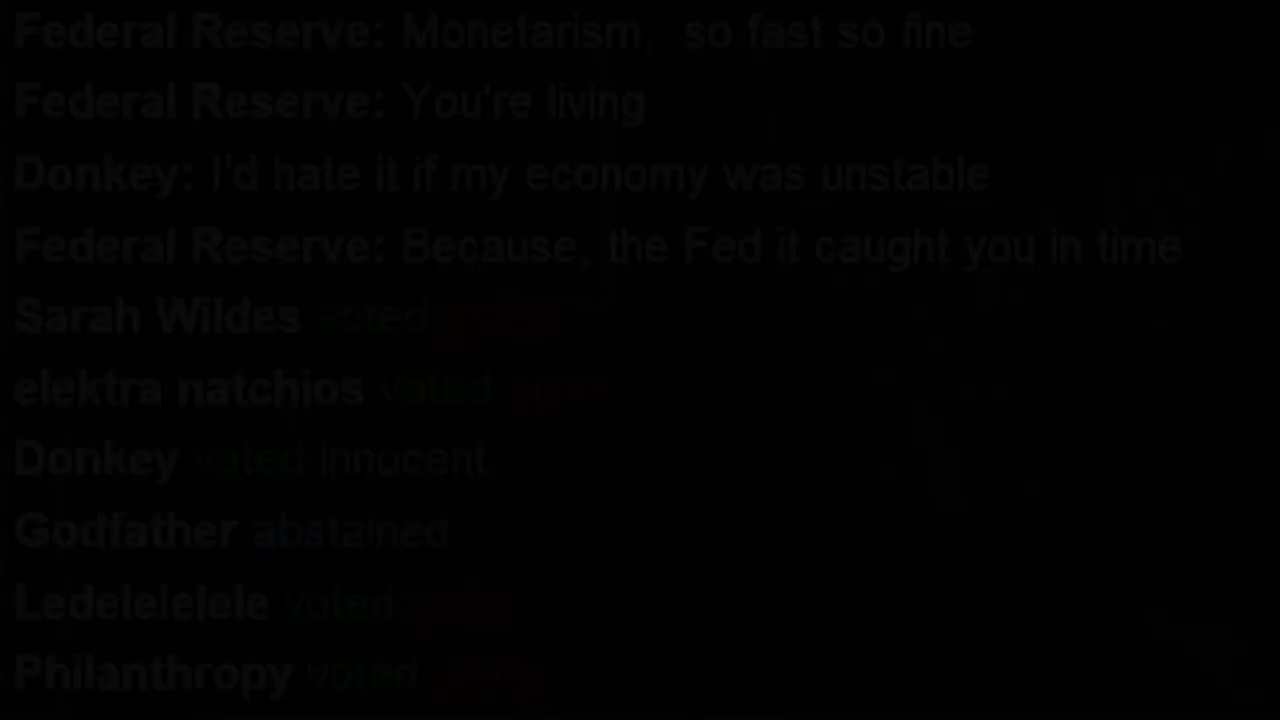 Federal Reserve: Monetarism, so fast so fine
Federal Reserve: You're living
Donkey: I'd hate it if my economy was unstable
Federal Reserve: Because, the Fed it caught you in time
Sarah Wildes voted
elektra natchios voted
Donkey voted innocent.
Godfather abstained
Ledelelelele voted
Philanthropy voted